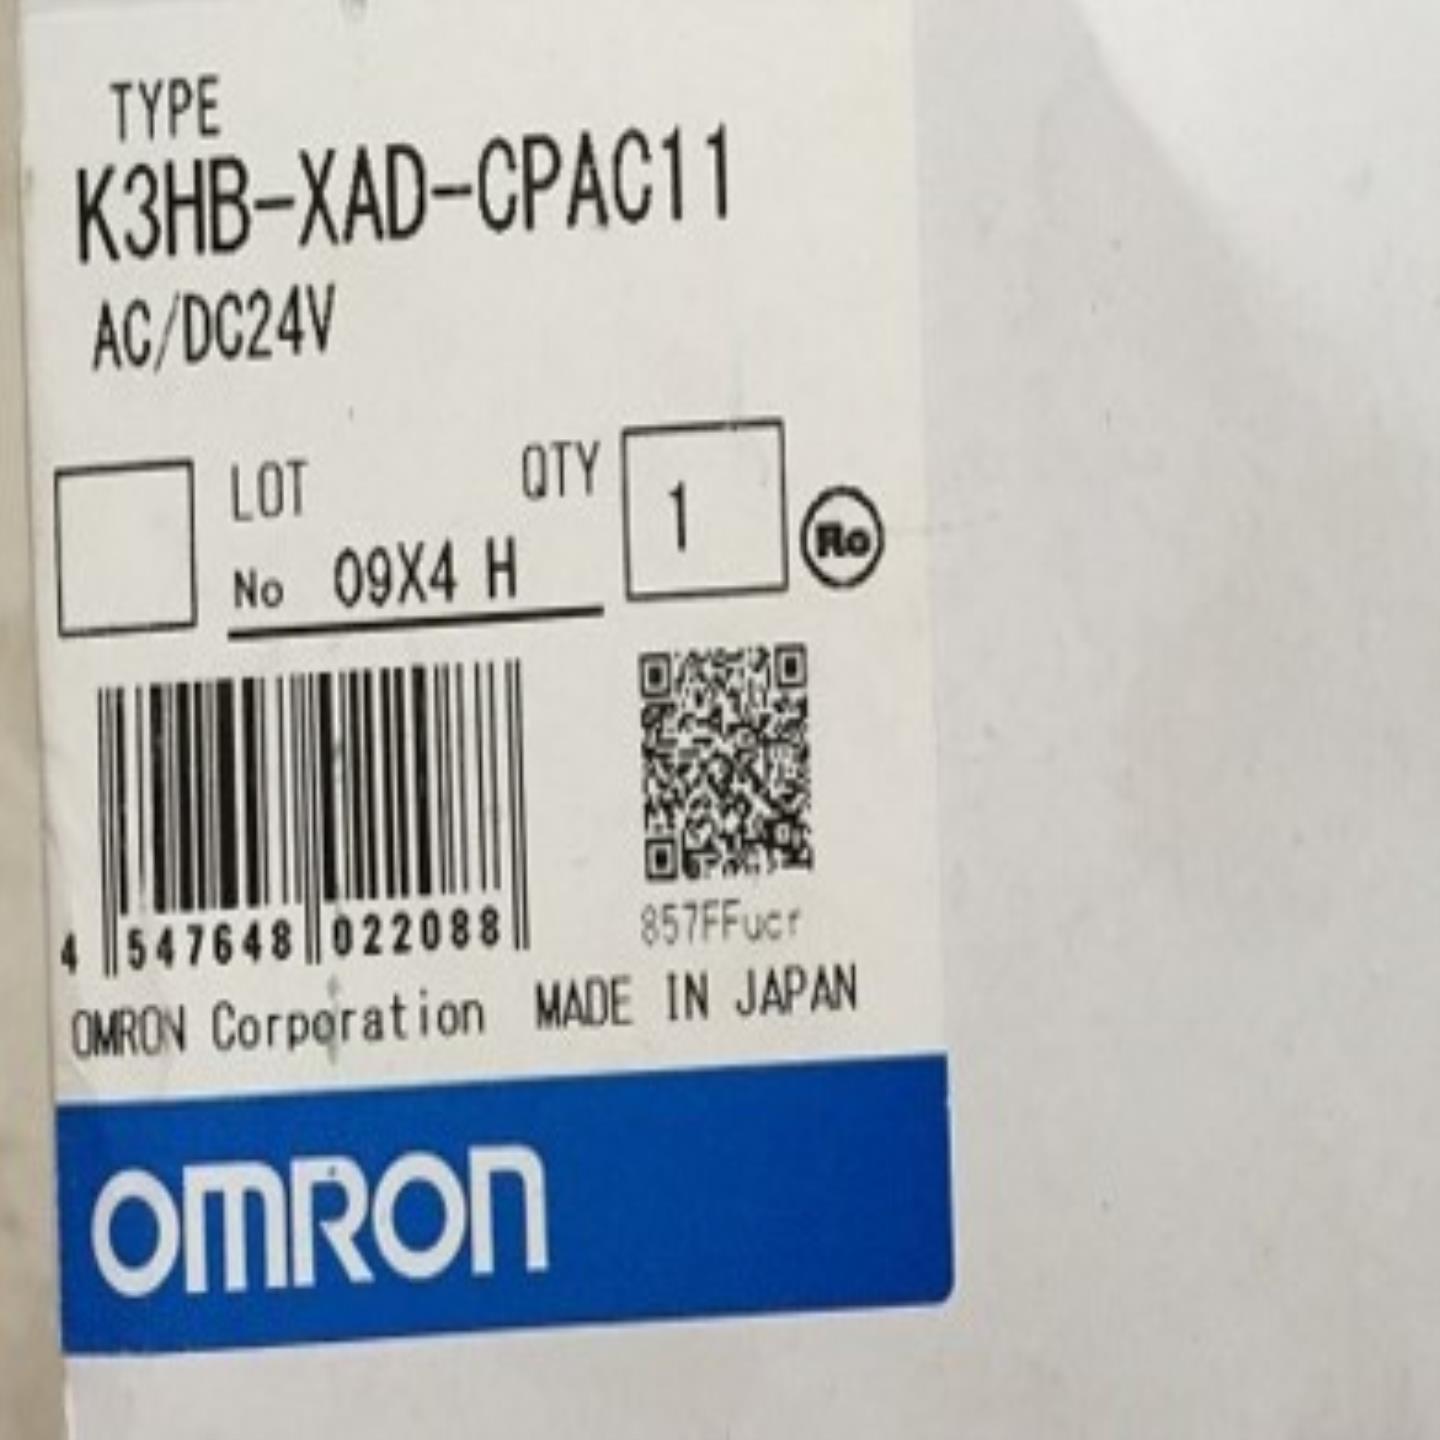 TYPE
K3HB-XAD-CPAC11
AC/DC24V
LOT
No 09X4 H
QTY 1
Ro
4 547648 022088
857FFucr
OMRON Corporation MADE IN JAPAN
OMRON